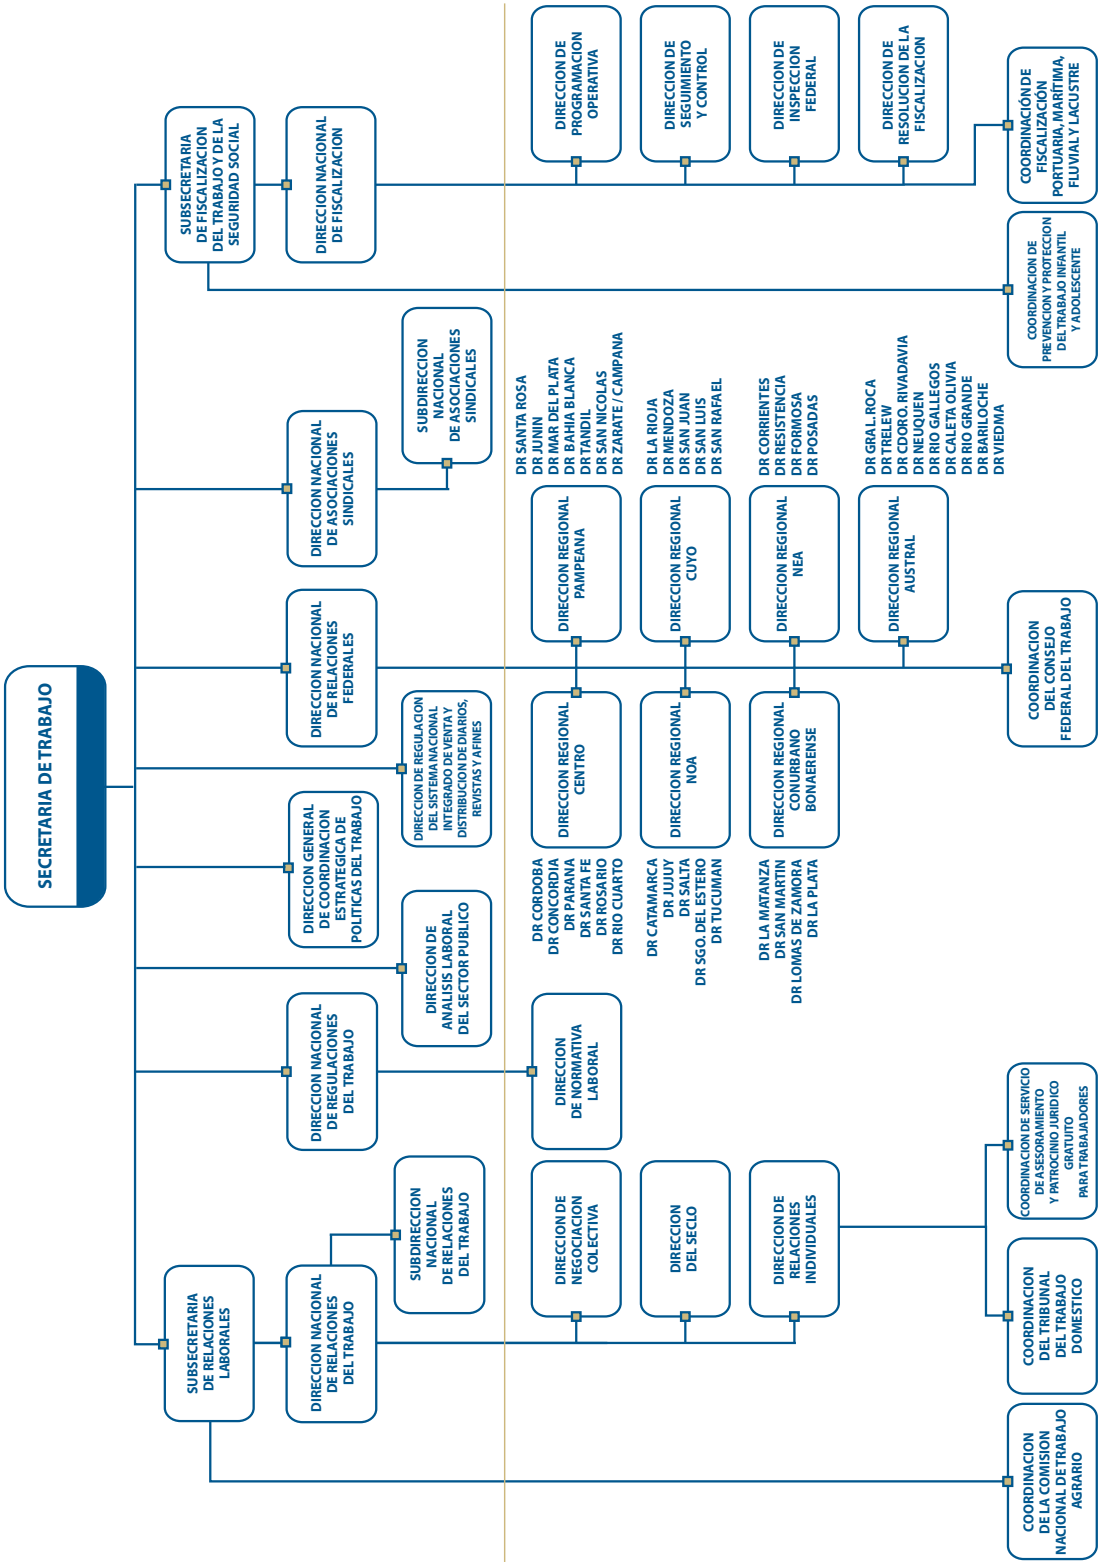 SECRETARIA DE TRABAJO
SUBSECRETARIA
DE RELACIONES
LABORALES
SUBSECRETARIA
DE FISCALIZACION
DEL TRABAJO Y DE LA
SEGURIDAD SOCIAL
DIRECCION NACIONAL
DE RELACIONES
DEL TRABAJO
DIRECCION NACIONAL
DE REGULACIONES
DEL TRABAJO
DIRECCION GENERAL
DE COORDINACION
ESTRATEGICA DE
POLITICAS DEL TRABAJO
DIRECCION NACIONAL
DE RELACIONES
FEDERALES
DIRECCION NACIONAL
DE ASOCIACIONES
SINDICALES
DIRECCION NACIONAL
DE FISCALIZACION
SUBDIRECCION
NACIONAL
DE RELACIONES
DEL TRABAJO
DIRECCION DE
ANALISIS LABORAL
DEL SECTOR PUBLICO
DIRECCION DE REGULACION
DEL SISTEMA NACIONAL
INTEGRADO DE VENTA Y
DISTRIBUCION DE DIARIOS,
REVISTAS Y AFINES
SUBDIRECCION
NACIONAL
DE ASOCIACIONES
SINDICALES
DIRECCION DE
NEGOCIACION
COLECTIVA
DIRECCION
DE NORMATIVA
LABORAL
DR CORDOBA
DR CONCORDIA
DR PARANA
DR SANTA FE
DR ROSARIO
DR RIO CUARTO
DIRECCION REGIONAL
CENTRO
DIRECCION REGIONAL
PAMPEANA
DR SANTA ROSA
DR JUNIN
DR MAR DEL PLATA
DR BAHIA BLANCA
DR TANDIL
DR SAN NICOLAS
DR ZARATE / CAMPANA
DIRECCION DE
PROGRAMACION
OPERATIVA
DIRECCION
DEL SECLO
DR CATAMARCA
DR JUJUY
DR SALTA
DR SGO. DEL ESTERO
DR TUCUMAN
DIRECCION REGIONAL
NOA
DIRECCION REGIONAL
CUYO
DR LA RIOJA
DR MENDOZA
DR SAN JUAN
DR SAN LUIS
DR SAN RAFAEL
DIRECCION DE
SEGUIMIENTO
Y CONTROL
DIRECCION DE
RELACIONES
INDIVIDUALES
DR LA MATANZA
DR SAN MARTIN
DR LOMAS DE ZAMORA
DR LA PLATA
DIRECCION REGIONAL
CONURBANO
BONAERENSE
DIRECCION REGIONAL
NEA
DR CORRIENTES
DR RESISTENCIA
DR FORMOSA
DR POSADAS
DIRECCION DE
INSPECCION
FEDERAL
DIRECCION REGIONAL
AUSTRAL
DR GRAL. ROCA
DR TRELEW
DR CDORO. RIVADAVIA
DR NEUQUEN
DR RIO GALLEGOS
DR CALETA OLIVIA
DR RIO GRANDE
DR BARILOCHE
DR VIEDMA
DIRECCION DE
RESOLUCION DE LA
FISCALIZACION
COORDINACION
DE LA COMISION
NACIONAL DE TRABAJO
AGRARIO
COORDINACION
DEL TRIBUNAL
DEL TRABAJO
DOMESTICO
COORDINACION DE SERVICIO
DE ASESORAMIENTO
Y PATROCINIO JURIDICO
GRATUITO
PARA TRABAJADORES
COORDINACION
DEL CONSEJO
FEDERAL DEL TRABAJO
COORDINACION DE
PREVENCION Y PROTECCION
DEL TRABAJO INFANTIL
Y ADOLESCENTE
COORDINACIÓN DE
FISCALIZACIÓN
PORTUARIA, MARÍTIMA,
FLUVIAL Y LACUSTRE